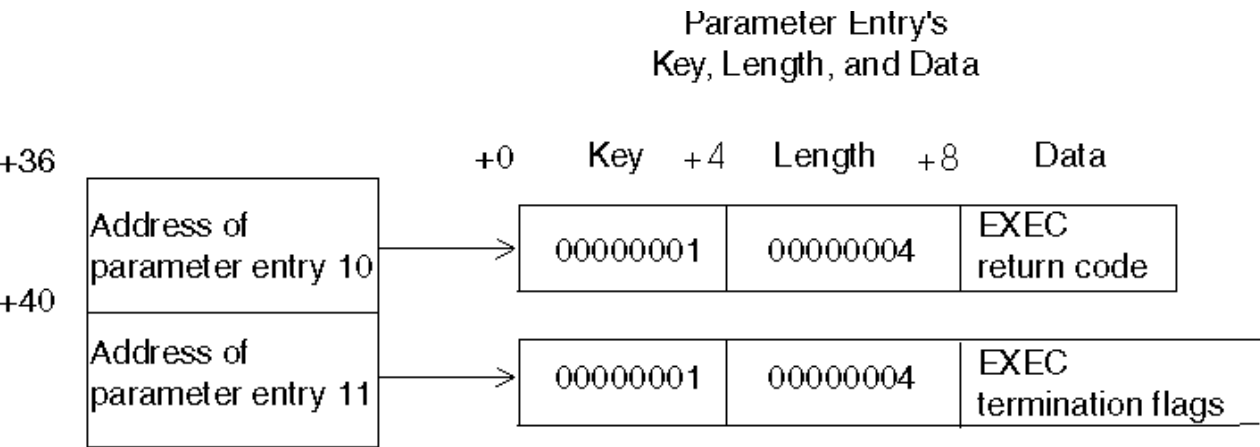 Parameter Entry's
Key, Length, and Data
+36
+0 Key +4 Length +8 Data
Address of
parameter entry 10
00000001 00000004 EXEC
return code
+40
Address of
parameter entry 11
00000001 00000004 EXEC
termination flags